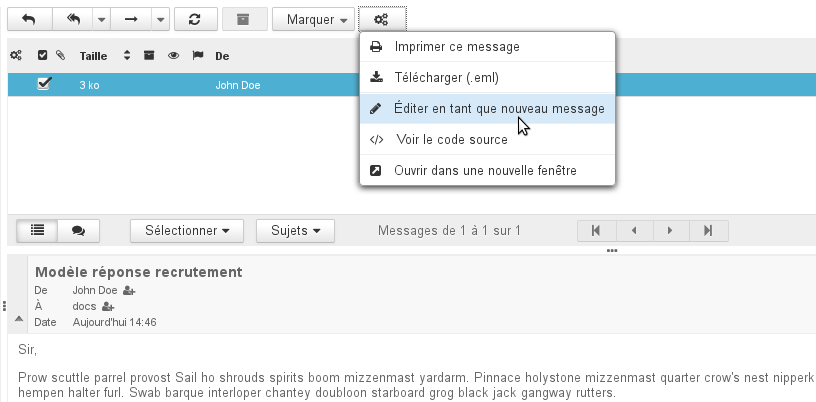 Marquer
Imprimer ce message
Télécharger (.eml)
Éditer en tant que nouveau message
</> Voir le code source
Ouvrir dans une nouvelle fenêtre
Taille De
3 ko John Doe
Sélectionner Sujets Messages de 1 à 1 sur 1
Modèle réponse recrutement
De John Doe
À docs
Date Aujourd'hui 14:46
Sir,
Prow scuttle parrel provost Sail ho shrouds spirits boom mizzenmast yardarm. Pinnace holystone mizzenmast quarter crow's nest nipperk
hempen halter furl. Swab barque interloper chantey doubloon starboard grog black jack gangway rutters.